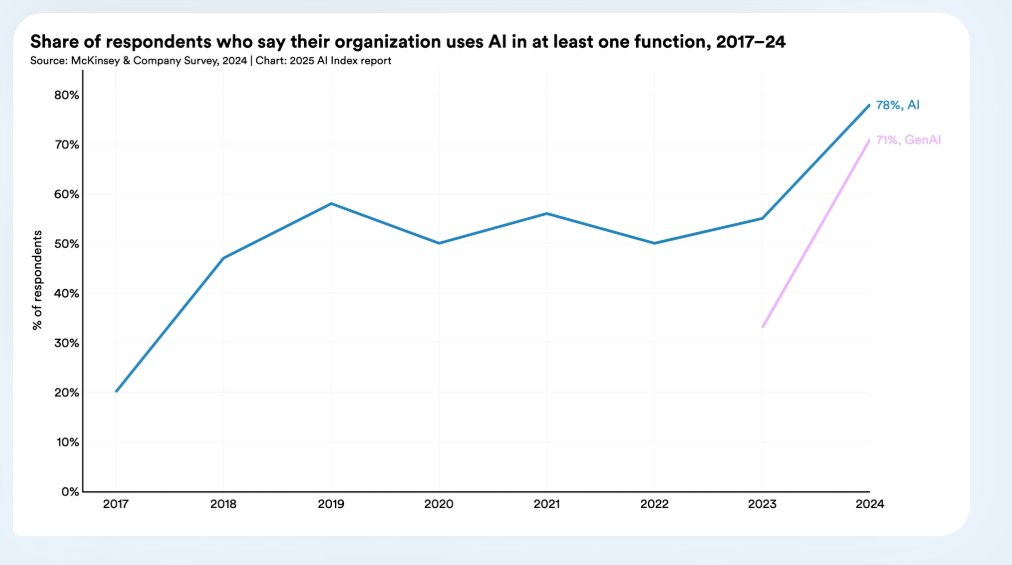 Share of respondents who say their organization uses AI in at least one function, 2017–24
Source: McKinsey & Company Survey, 2024 | Chart: 2025 AI Index report
80%
70%
60%
50%
40%
30%
20%
10%
0%
% of respondents
78%, AI
71%, GenAI
2017 2018 2019 2020 2021 2022 2023 2024